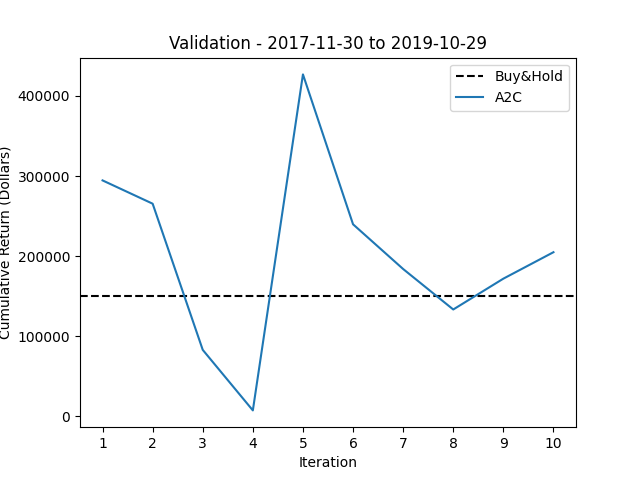 Validation - 2017-11-30 to 2019-10-29
Buy&Hold
A2C
Cumulative Return (Dollars)
400000
300000
200000
100000
0
1 2 3 4 5 6 7 8 9 10
Iteration